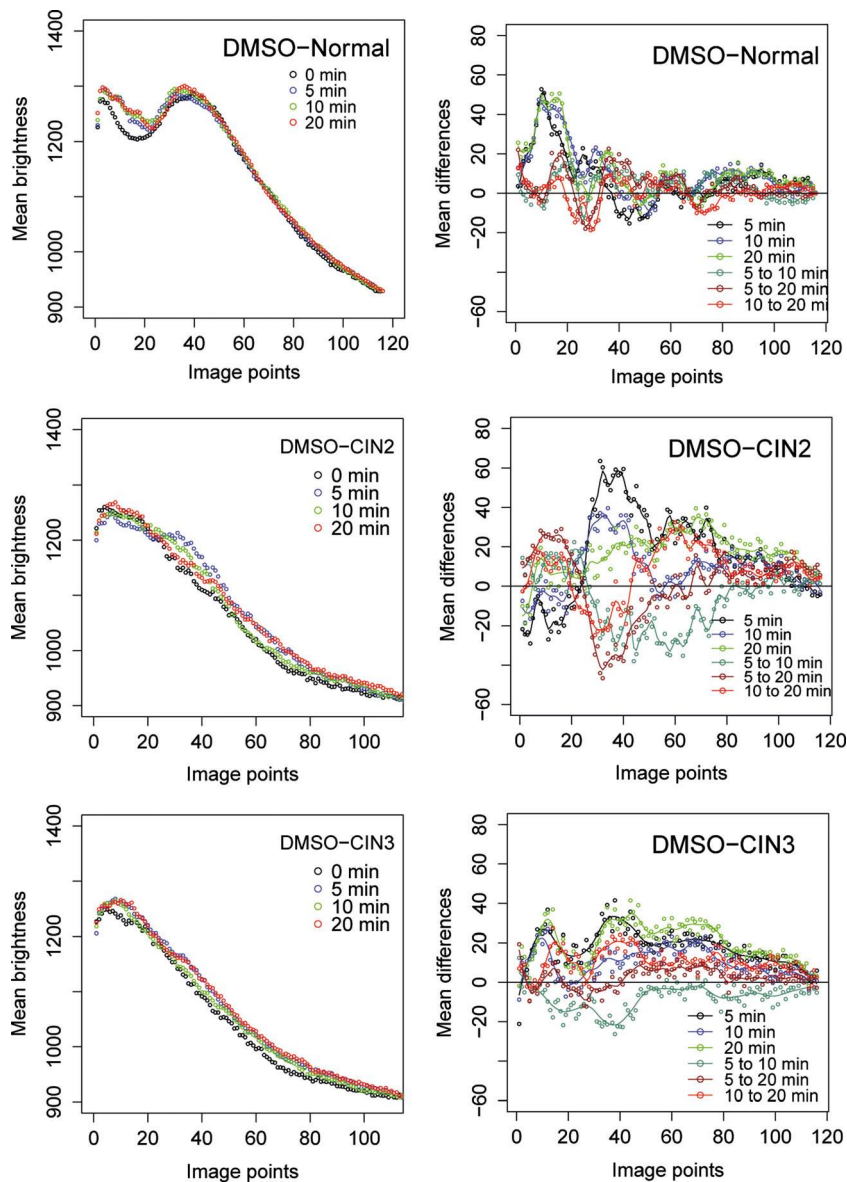 DMSO−Normal
0 min
5 min
10 min
20 min
Mean brightness
1400
1200
1000
900
0 20 40 60 80 100 120
Image points
DMSO−Normal
Mean differences
80
60
40
20
0
−20
−60
5 min
10 min
20 min
5 to 10 min
5 to 20 min
10 to 20 mi
0 20 40 60 80 100 120
Image points
DMSO−CIN2
0 min
5 min
10 min
20 min
Mean brightness
1400
1200
1000
900
0 20 40 60 80 100
Image points
DMSO−CIN2
Mean differences
80
60
40
20
0
−20
−60
5 min
10 min
20 min
5 to 10 min
5 to 20 min
10 to 20 min
0 20 40 60 80 100 120
Image points
DMSO−CIN3
0 min
5 min
10 min
20 min
Mean brightness
1400
1200
1000
900
0 20 40 60 80 100
Image points
DMSO−CIN3
Mean differences
80
60
40
20
0
−20
−60
5 min
10 min
20 min
5 to 10 min
5 to 20 min
10 to 20 min
0 20 40 60 80 100 120
Image points